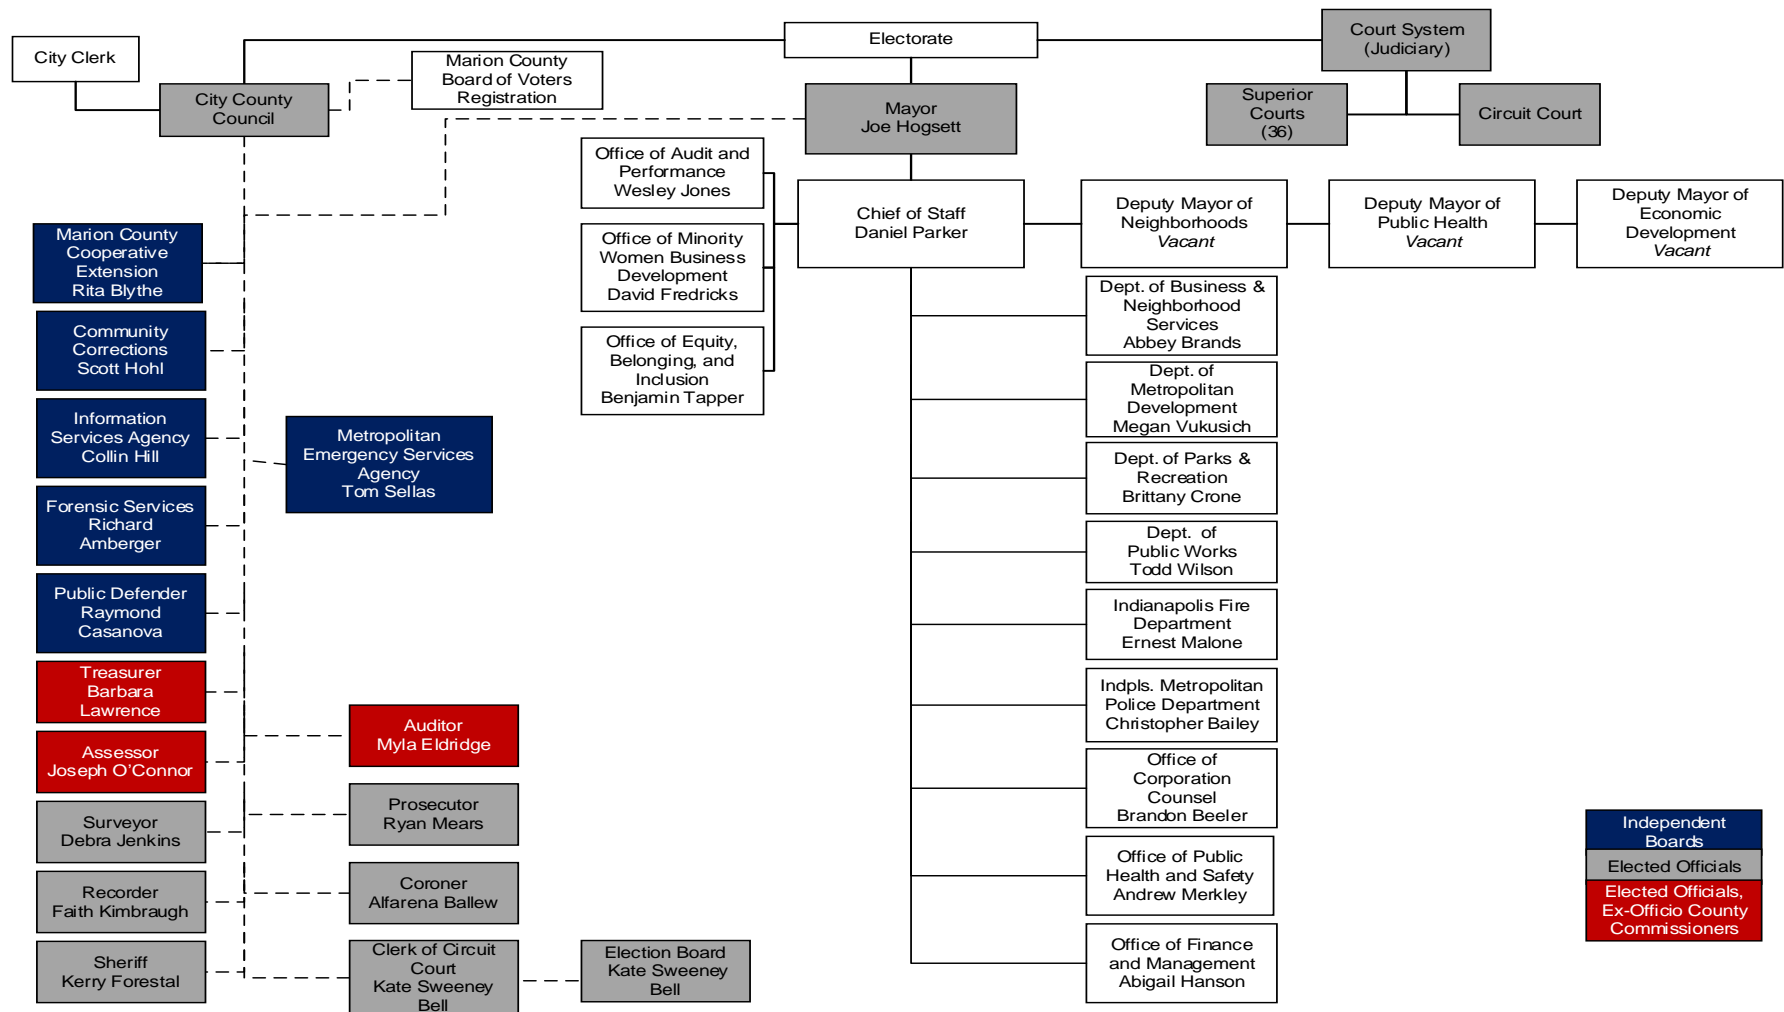 Electorate
Court System
(Judiciary)
City Clerk
Marion County
Board of Voters
Registration
City County
Council
Mayor
Joe Hogsett
Superior
Courts
(36)
Circuit Court
Office of Audit and
Performance
Wesley Jones
Chief of Staff
Daniel Parker
Deputy Mayor of
Neighborhoods
Vacant
Deputy Mayor of
Public Health
Vacant
Deputy Mayor of
Economic
Development
Vacant
Office of Minority
Women Business
Development
David Fredricks
Office of Equity,
Belonging, and
Inclusion
Benjamin Tapper
Marion County
Cooperative
Extension
Rita Blythe
Community
Corrections
Scott Hohl
Information
Services Agency
Collin Hill
Forensic Services
Richard
Amberger
Public Defender
Raymond
Casanova
Treasurer
Barbara
Lawrence
Assessor
Joseph O’Connor
Surveyor
Debra Jenkins
Recorder
Faith Kimbraugh
Sheriff
Kerry Forestal
Metropolitan
Emergency Services
Agency
Tom Sellas
Auditor
Myla Eldridge
Prosecutor
Ryan Mears
Coroner
Alfarena Ballew
Clerk of Circuit
Court
Kate Sweeney
Bell
Election Board
Kate Sweeney
Bell
Dept. of Business &
Neighborhood
Services
Abbey Brands
Dept. of
Metropolitan
Development
Megan Vukusich
Dept. of Parks &
Recreation
Brittany Crone
Dept. of
Public Works
Todd Wilson
Indianapolis Fire
Department
Ernest Malone
Indpls. Metropolitan
Police Department
Christopher Bailey
Office of
Corporation
Counsel
Brandon Beeler
Office of Public
Health and Safety
Andrew Merkley
Office of Finance
and Management
Abigail Hanson
Independent
Boards
Elected Officials
Elected Officials,
Ex-Officio County
Commissioners